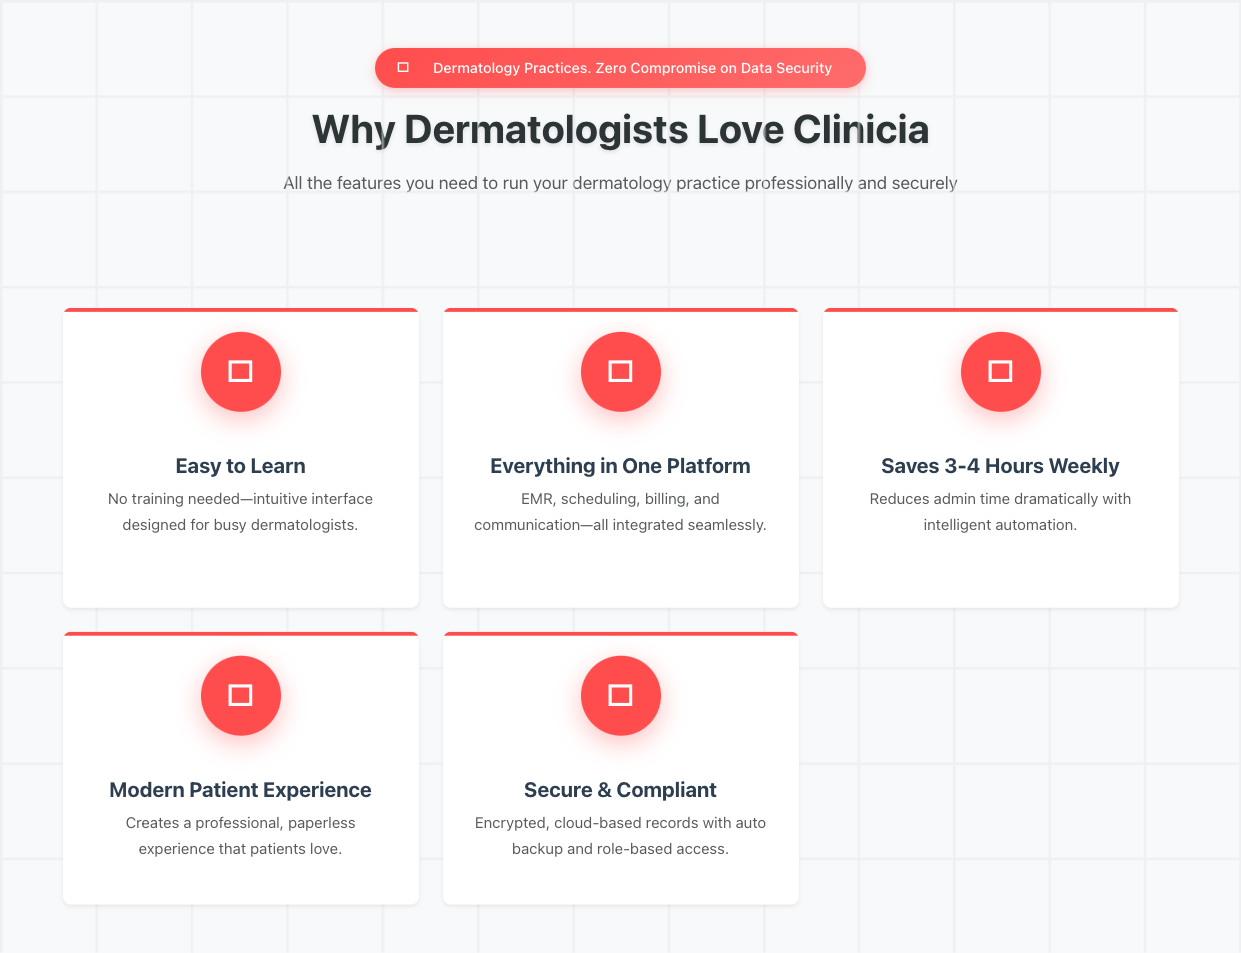 Dermatology Practices. Zero Compromise on Data Security
Why Dermatologists Love Clinicia
All the features you need to run your dermatology practice professionally and securely
Easy to Learn
No training needed—intuitive interface
designed for busy dermatologists.
Everything in One Platform
EMR, scheduling, billing, and
communication—all integrated seamlessly.
Saves 3-4 Hours Weekly
Reduces admin time dramatically with
intelligent automation.
Modern Patient Experience
Creates a professional, paperless
experience that patients love.
Secure & Compliant
Encrypted, cloud-based records with auto
backup and role-based access.